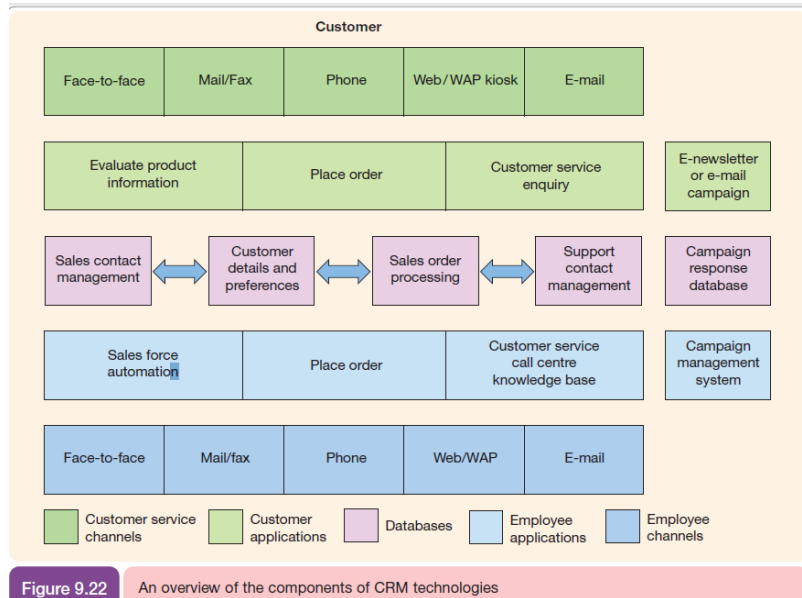 Customer
Face-to-face
Mail/Fax
Phone
Web/WAP kiosk
E-mail
Evaluate product
information
Place order
Customer service
enquiry
E-newsletter
or e-mail
campaign
Sales contact
management
Customer
details and
preferences
Sales order
processing
Support
contact
management
Campaign
response
database
Sales force
automation
Place order
Customer service
call centre
knowledge base
Campaign
management
system
Face-to-face
Mail/fax
Phone
Web/WAP
E-mail
Customer service
channels
Customer
applications
Databases
Employee
applications
Employee
channels
Figure 9.22
An overview of the components of CRM technologies